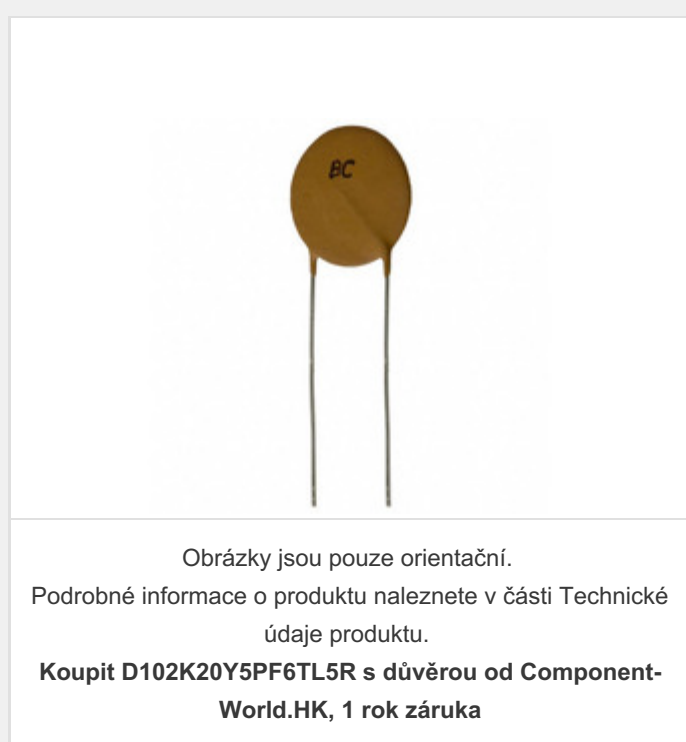 BC
Obrázky jsou pouze orientační.
Podrobné informace o produktu naleznete v části Technické
údaje produktu.
Koupit D102K20Y5PF6TL5R s důvěrou od Component-
World.HK, 1 rok záruka